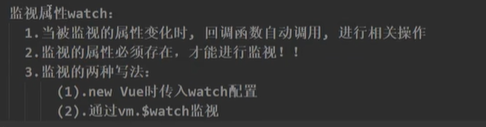 监视属性watch：
1.当被监视的属性变化时, 回调函数自动调用, 进行相关操作
2.监视的属性必须存在，才能进行监视！！
3.监视的两种写法：
(1).new Vue时传入watch配置
(2).通过vm.$watch监视